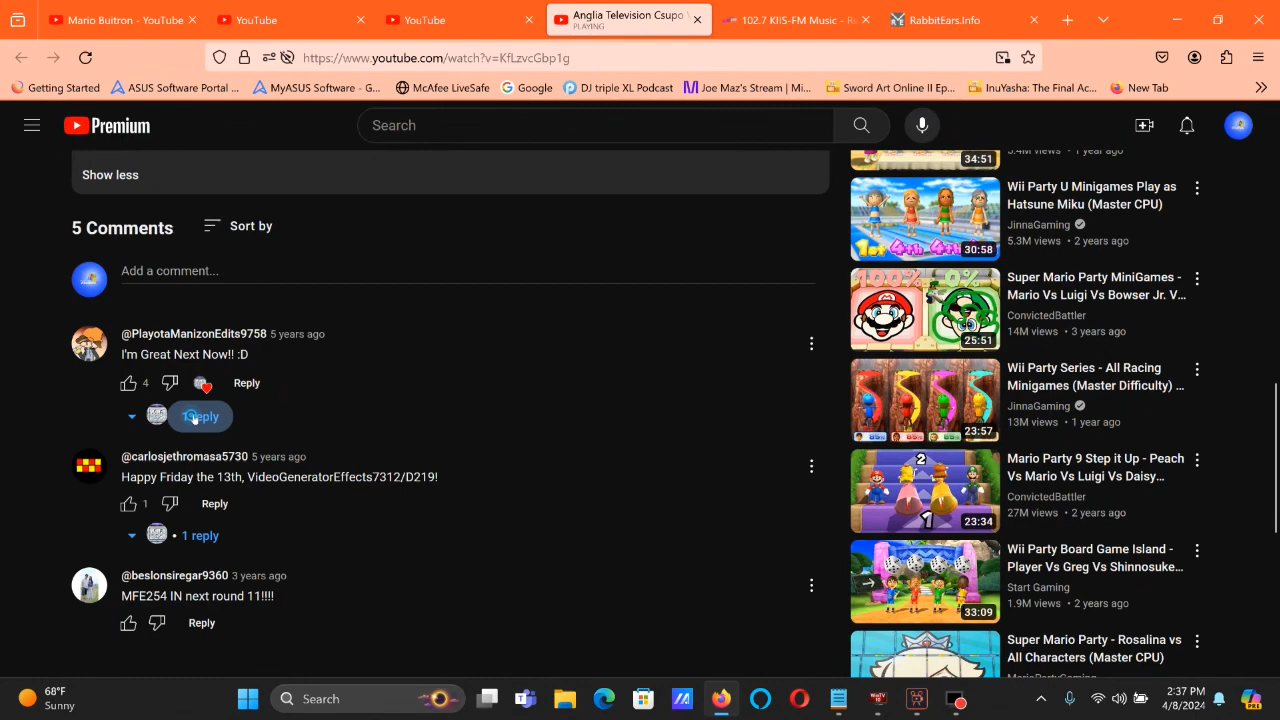 Mario Buitron - YouTube
YouTube
YouTube
Anglia Television Csupo
PLAYING
102.7 KIIS-FM Music - Re
RabbitEars.Info
https://www.youtube.com/watch?v=KfLzvcGbp1g
Getting Started
ASUS Software Portal ...
MyASUS Software - G...
McAfee LiveSafe
Google
DJ triple XL Podcast
Joe Maz's Stream | Mi...
Sword Art Online II Ep...
InuYasha: The Final Ac...
New Tab
Premium
Search
Show less
5 Comments
Sort by
Add a comment...
@PlayotaManizonEdits9758 5 years ago
I'm Great Next Now!! :D
4
Reply
1 reply
@carlosjethromasa5730 5 years ago
Happy Friday the 13th VideoGeneratorEffects7312/D219!
1
Reply
• 1 reply
@beslonsiregar9360 3 years ago
MFE254 IN next round 11!!!!
Reply
34:51
5.4M views • 1 year ago
30:58
Wii Party U Minigames Play as
Hatsune Miku (Master CPU)
JinnaGaming
5.3M views • 2 years ago
100% 0%
25:51
Super Mario Party MiniGames -
Mario Vs Luigi Vs Bowser Jr. V...
ConvictedBattler
14M views • 3 years ago
23:57
Wii Party Series - All Racing
Minigames (Master Difficulty) ...
JinnaGaming
13M views • 1 year ago
2
1
23:34
Mario Party 9 Step it Up - Peach
Vs Mario Vs Luigi Vs Daisy...
ConvictedBattler
27M views • 2 years ago
33:09
Wii Party Board Game Island -
Player Vs Greg Vs Shinnosuke...
Start Gaming
1.9M views • 2 years ago
Super Mario Party - Rosalina vs
All Characters (Master CPU)
68°F
Sunny
Search
2:37 PM
4/8/2024